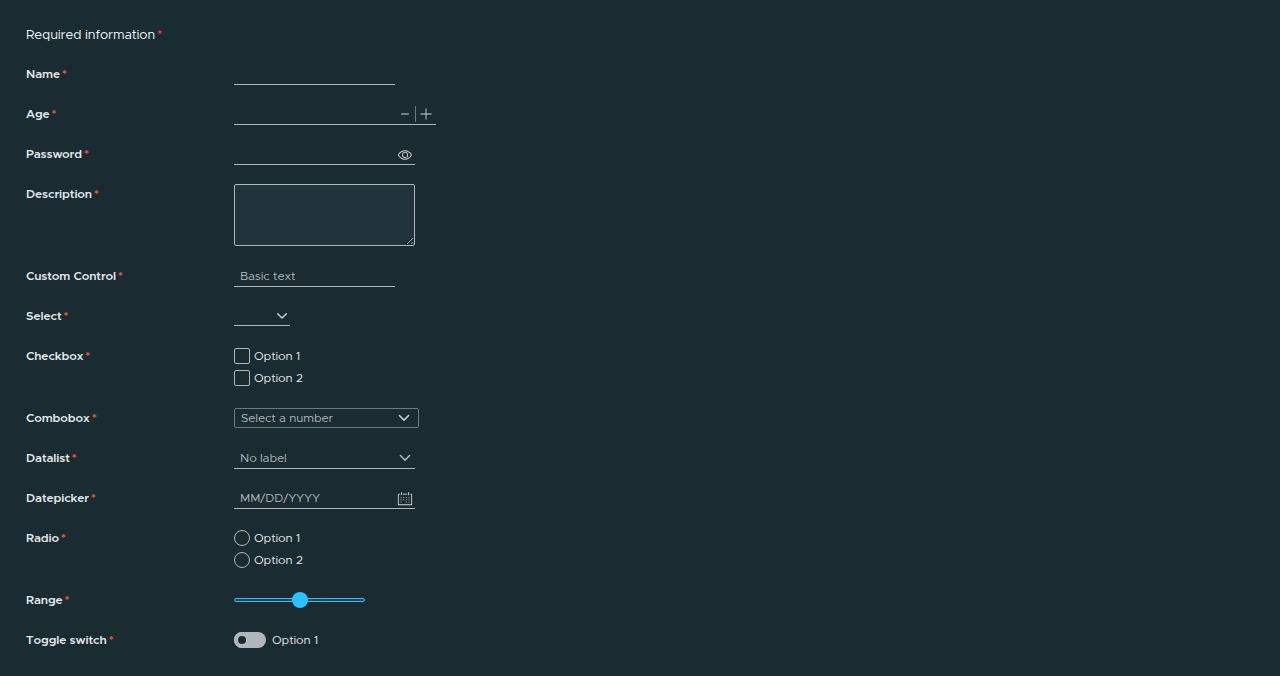 Required information*
Name*
Age*
Password*
Description*
Custom Control* Basic text
Select*
Checkbox* Option 1
Option 2
Combobox* Select a number
Datalist* No label
Datepicker* MM/DD/YYYY
Radio* Option 1
Option 2
Range*
Toggle switch* Option 1